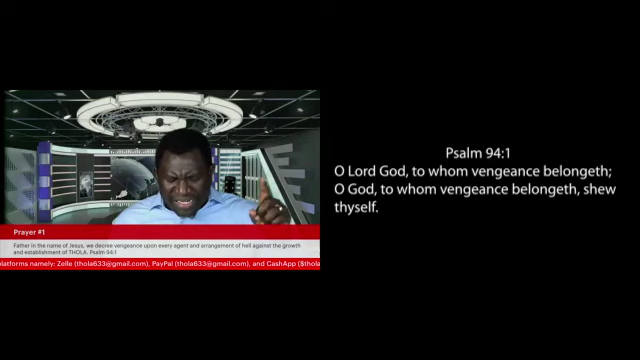 Prayer #1
Father in the name of Jesus, we decree vengeance upon every agent and arrangement of hell against the growth
and establishment of THOLA. Psalm 94:1
platforms namely: Zelle (thola633@gmail.com), PayPal (thola633@gmail.com), and CashApp ($thola
Psalm 94:1
O Lord God, to whom vengeance belongeth;
O God, to whom vengeance belongeth, shew
thyself.